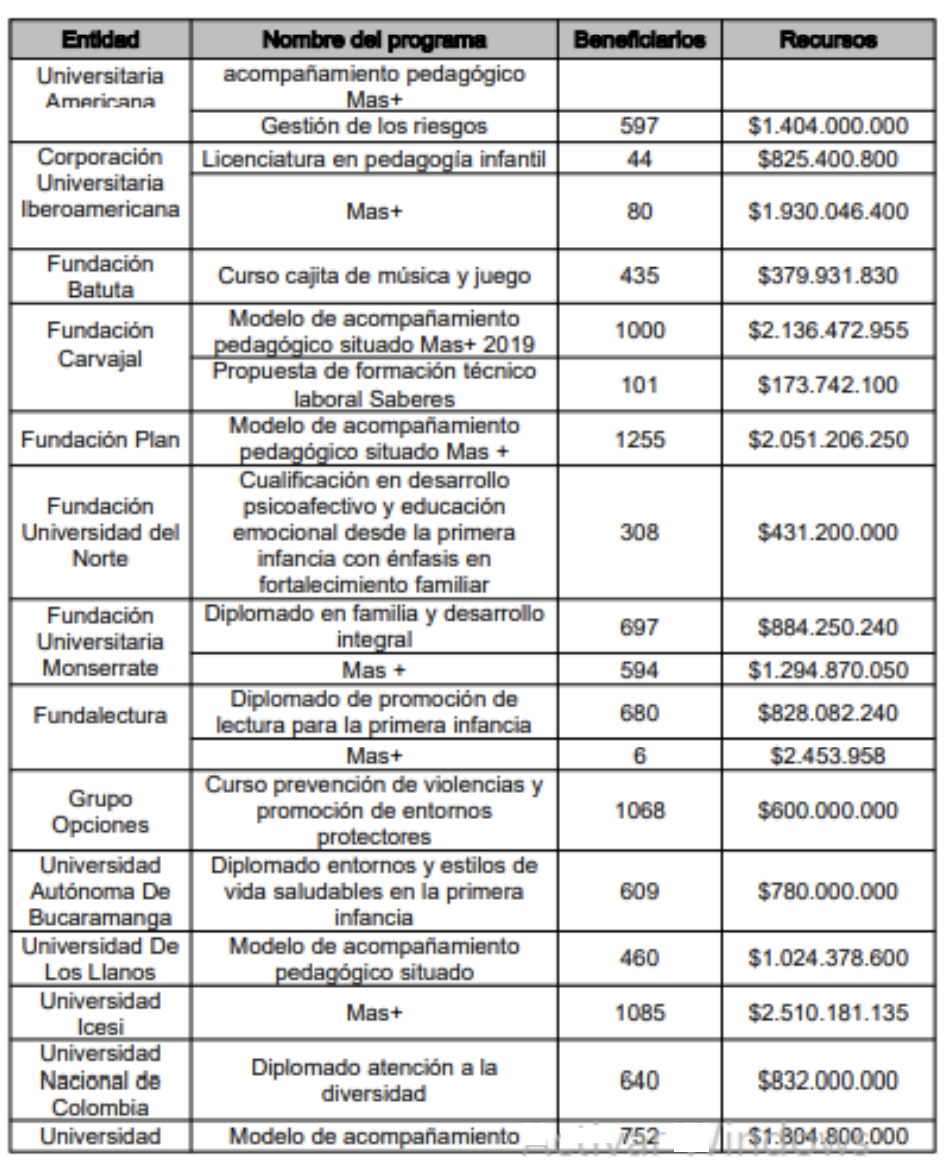 Entidad Nombre del programa Beneficiarios Recursos
Universitaria Americana
acompañamiento pedagógico
Mas+
Gestión de los riesgos 597 $1.404.000.000
Corporación
Universitaria
Iberoamericana
Licenciatura en pedagogía infantil 44 $825.400.800
Mas+ 80 $1.930.046.400
Fundación
Batuta
Curso cajita de música y juego 435 $379.931.830
Fundación
Carvajal
Modelo de acompañamiento
pedagógico situado Mas+ 2019
1000 $2.136.472.955
Propuesta de formación técnico
laboral Saberes
101 $173.742.100
Fundación Plan
Modelo de acompañamiento
pedagógico situado Mas +
1255 $2.051.206.250
Fundación
Universidad del
Norte
Cualificación en desarrollo
psicoafectivo y educación
emocional desde la primera
infancia con énfasis en
fortalecimiento familiar
308 $431.200.000
Fundación
Universitaria
Monserrate
Diplomado en familia y desarrollo
integral
697 $884.250.240
Mas + 594 $1.294.870.050
Fundalectura
Diplomado de promoción de
lectura para la primera infancia
680 $828.082.240
Mas+ 6 $2.453.958
Grupo
Opciones
Curso prevención de violencias y
promoción de entornos
protectores
1068 $600.000.000
Universidad
Autónoma De
Bucaramanga
Diplomado entornos y estilos de
vida saludables en la primera
infancia
609 $780.000.000
Universidad De
Los Llanos
Modelo de acompañamiento
pedagógico situado
460 $1.024.378.600
Universidad
Icesi
Mas+ 1085 $2.510.181.135
Universidad
Nacional de
Colombia
Diplomado atención a la
diversidad
640 $832.000.000
Universidad Modelo de acompañamiento 752 $1.804.800.000
Activar Windows